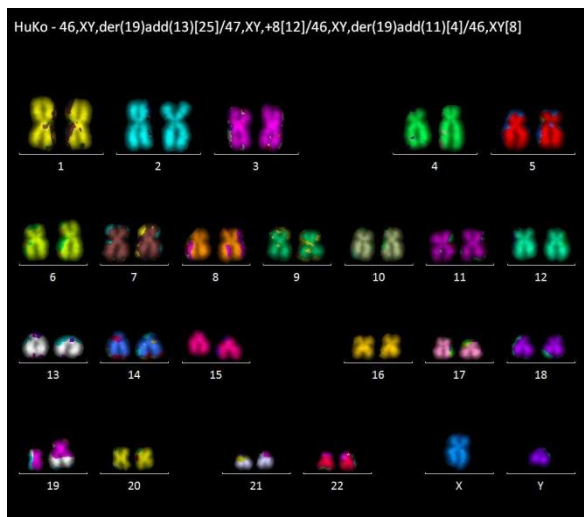 HuKo - 46,XY,der(19)add(13)[25]/47,XY,+8[12]/46,XY,der(19)add(11)[4]/46,XY[8]
1 2 3 4 5
6 7 8 9 10 11 12
13 14 15 16 17 18
19 20 21 22 X Y